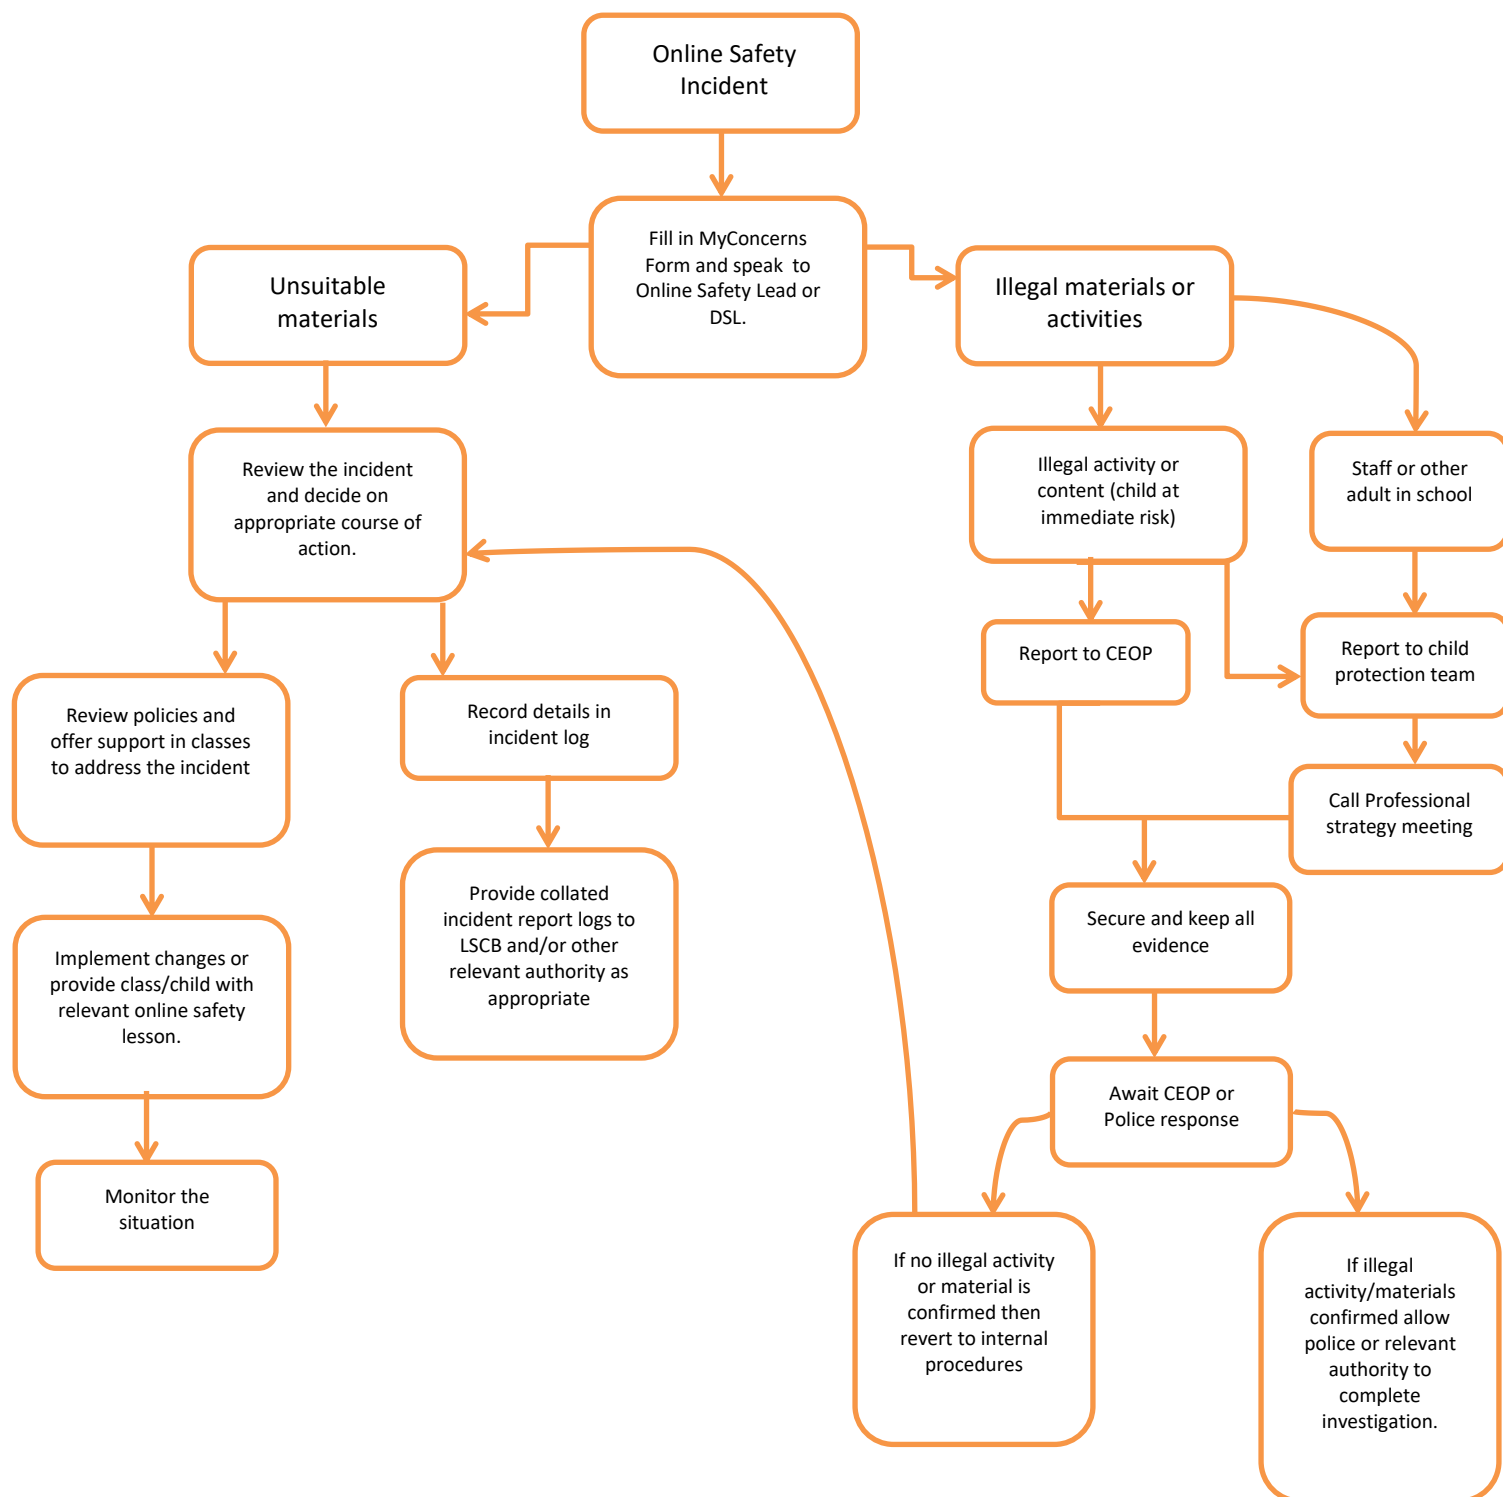 Online Safety
Incident
Fill in MyConcerns
Form and speak to
Online Safety Lead or
DSL.
Unsuitable
materials
Illegal materials or
activities
Review the incident
and decide on
appropriate course of
action.
Illegal activity or
content (child at
immediate risk)
Staff or other
adult in school
Report to CEOP
Report to child
protection team
Review policies and
offer support in classes
to address the incident
Record details in
incident log
Call Professional
strategy meeting
Provide collated
incident report logs to
LSCB and/or other
relevant authority as
appropriate
Secure and keep all
evidence
Implement changes or
provide class/child with
relevant online safety
lesson.
Await CEOP or
Police response
Monitor the
situation
If no illegal activity
or material is
confirmed then
revert to internal
procedures
If illegal
activity/materials
confirmed allow
police or relevant
authority to
complete
investigation.